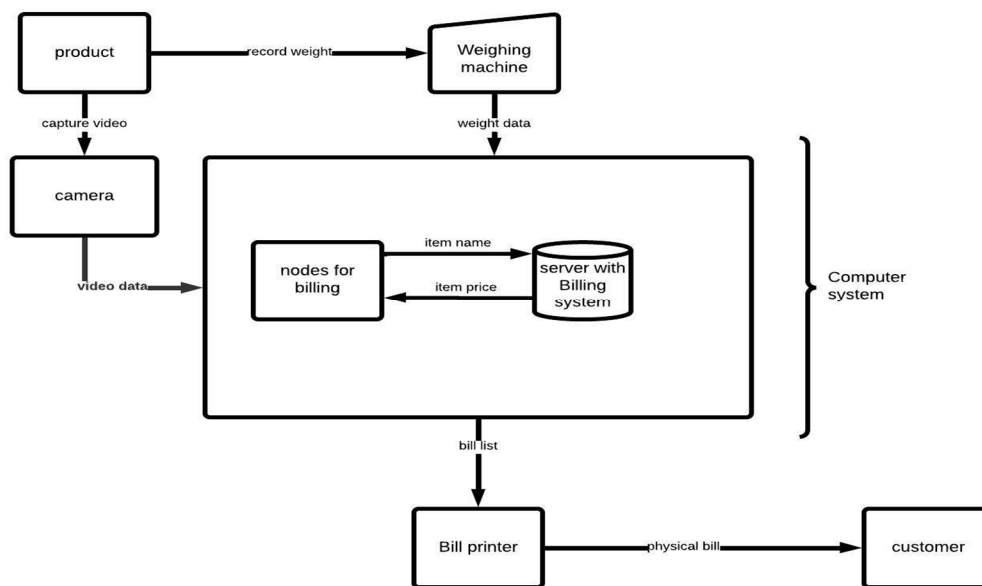 product
record weight
Weighing
machine
capture video
weight data
camera
item name
nodes for
billing
server with
Billing
system
item price
video data
Computer
system
bill list
Bill printer
physical bill
customer